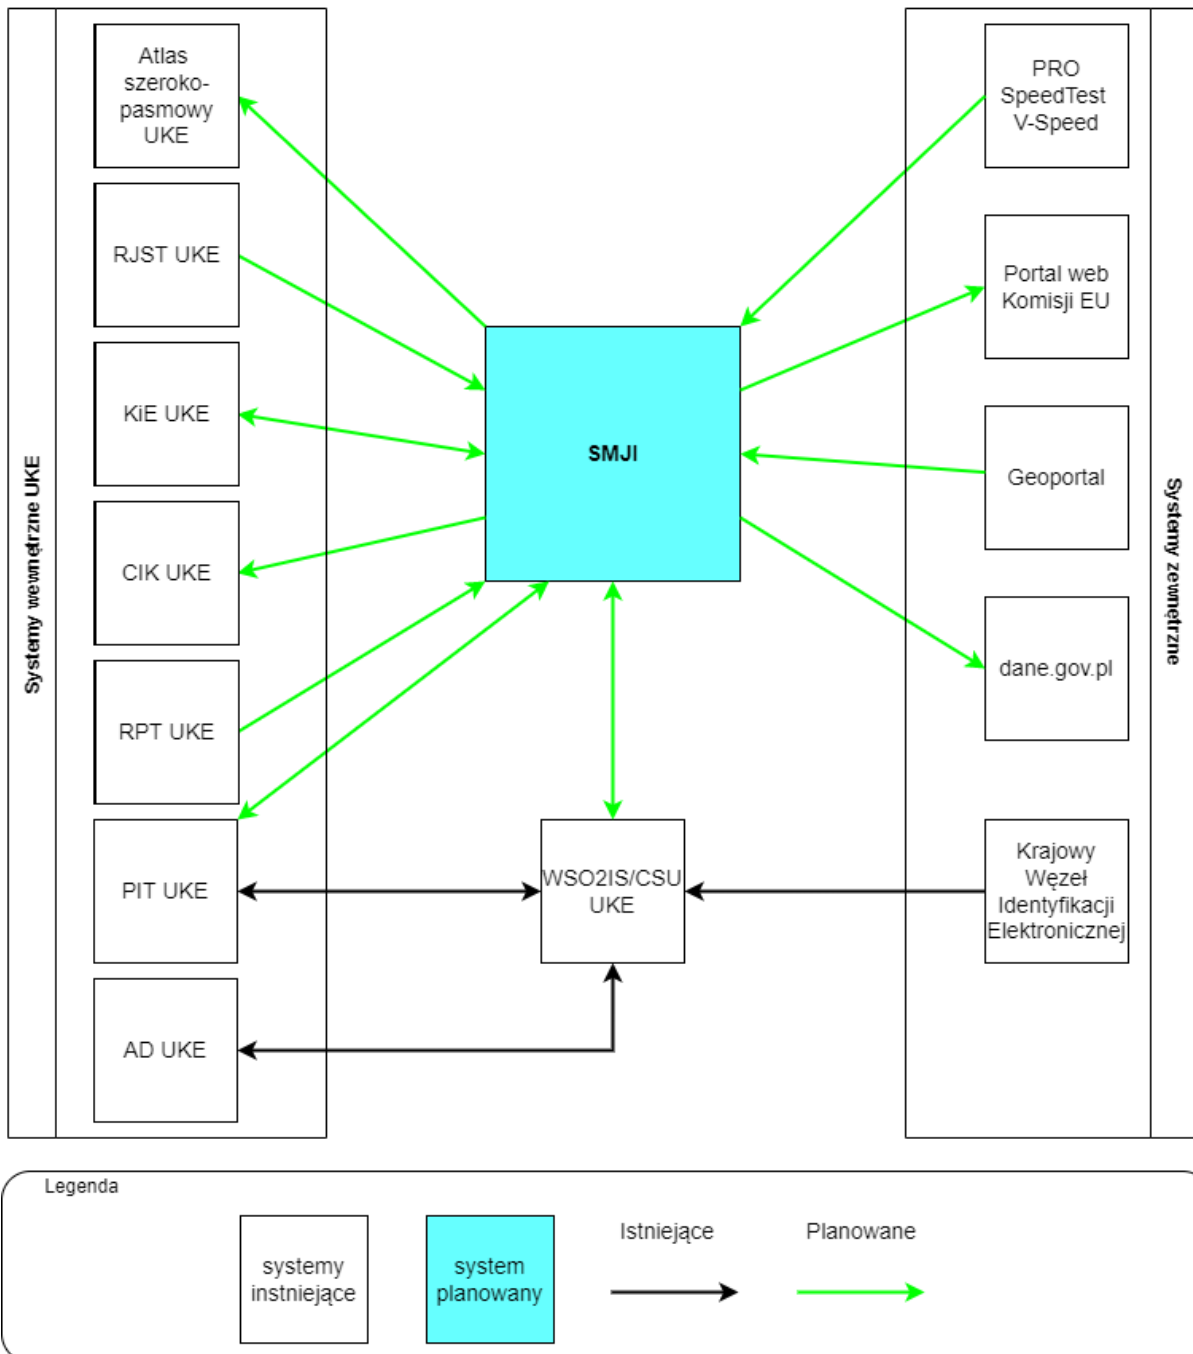 Systemy wewnętrzne UKE
Atlas
szeroko-
pasmowy
UKE
RJST UKE
KiE UKE
CIK UKE
RPT UKE
PIT UKE
AD UKE
SMJI
WSO2IS/CSU
UKE
PRO
SpeedTest
V-Speed
Portal web
Komisji EU
Geoportal
dane.gov.pl
Krajowy
Węzeł
Identyfikacji
Elektronicznej
Systemy zewnętrzne
Legenda
systemy
instniejące
system
planowany
Istniejące
Planowane